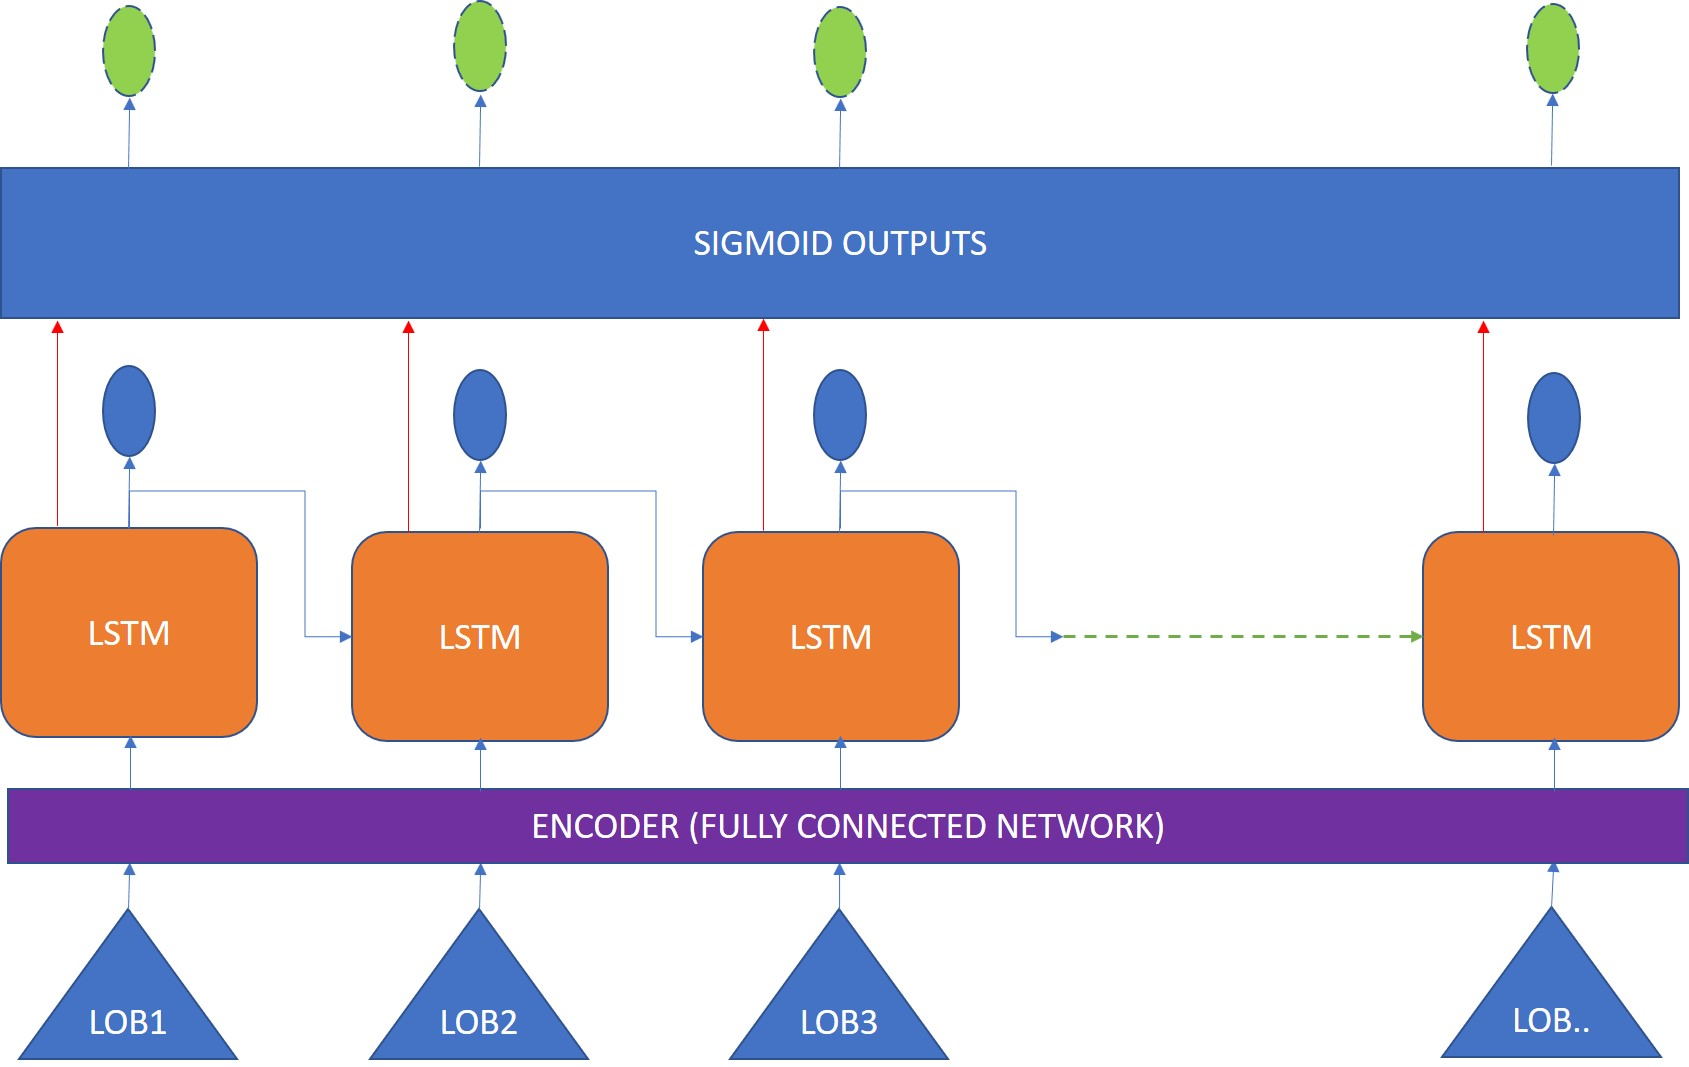 SIGMOID OUTPUTS
LSTM
LSTM
LSTM
LSTM
ENCODER (FULLY CONNECTED NETWORK)
LOB1
LOB2
LOB3
LOB..